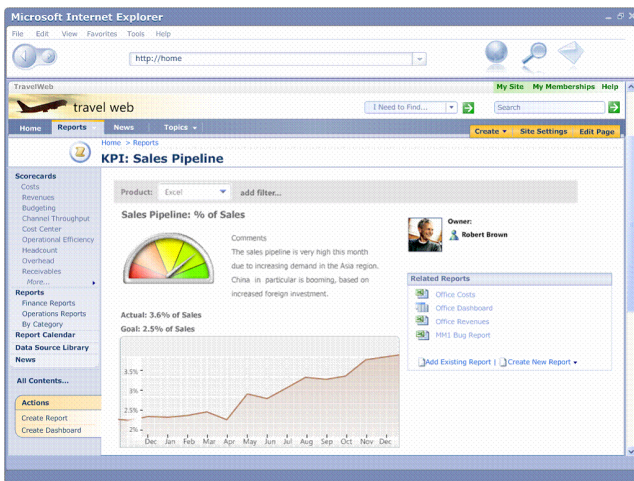 Microsoft Internet Explorer
File Edit View Favorites Tools Help
http://home
TravelWeb
My Site My Memberships Help
travel web
I Need to Find...
Search
Home Reports News Topics
Create Site Settings Edit Page
Home > Reports
KPI: Sales Pipeline
Scorecards
Costs
Revenues
Budgeting
Channel Throughput
Cost Center
Operational Efficiency
Headcount
Overhead
Receivables
More...
Reports
Finance Reports
Operations Reports
By Category
Report Calendar
Data Source Library
News
All Contents...
Actions
Create Report
Create Dashboard
Product: Excel add filter...
Sales Pipeline: % of Sales
Comments
The sales pipeline is very high this month
due to increasing demand in the Asia region.
China in particular is booming, based on
increased foreign investment.
Actual: 3.6% of Sales
Goal: 2.5% of Sales
3.5%
3%
2.5%
2%
Dec Jan Feb Mar Apr May Jun Jul Aug Sep Oct Nov Dec
Owner:
Robert Brown
Related Reports
Office Costs
Office Dashboard
Office Revenues
MM1 Bug Report
Add Existing Report | Create New Report